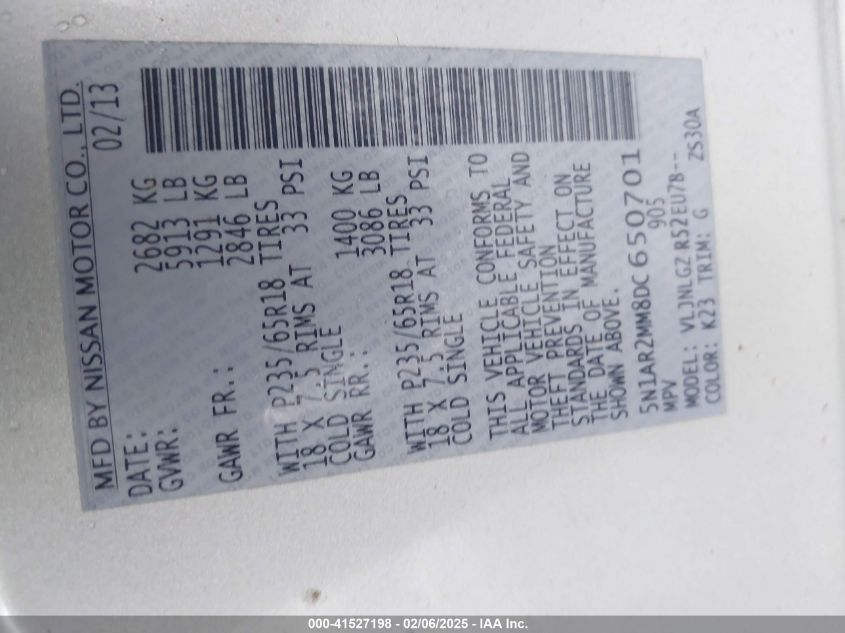 MFD BY NISSAN MOTOR CO., LTD.
DATE: 02/13
GVWR: 2682 KG
5913 LB
GAWR FR.: 1291 KG
2846 LB
WITH P235/65R18 TIRES
18 X 7.5 RIMS AT 33 PSI
COLD SINGLE
GAWR RR.: 1400 KG
3086 LB
WITH P235/65R18 TIRES
18 X 7.5 RIMS AT 33 PSI
COLD SINGLE
THIS VEHICLE CONFORMS TO
ALL APPLICABLE FEDERAL
MOTOR VEHICLE SAFETY AND
THEFT PREVENTION
STANDARDS IN EFFECT ON
THE DATE OF MANUFACTURE
SHOWN ABOVE.
5N1AR2MM8DC650701
MPV 905
MODEL: VLJNLGZ R52EU78--
COLOR: K23 TRIM: G ZS30A
000-41527198 - 02/06/2025 - IAA Inc.